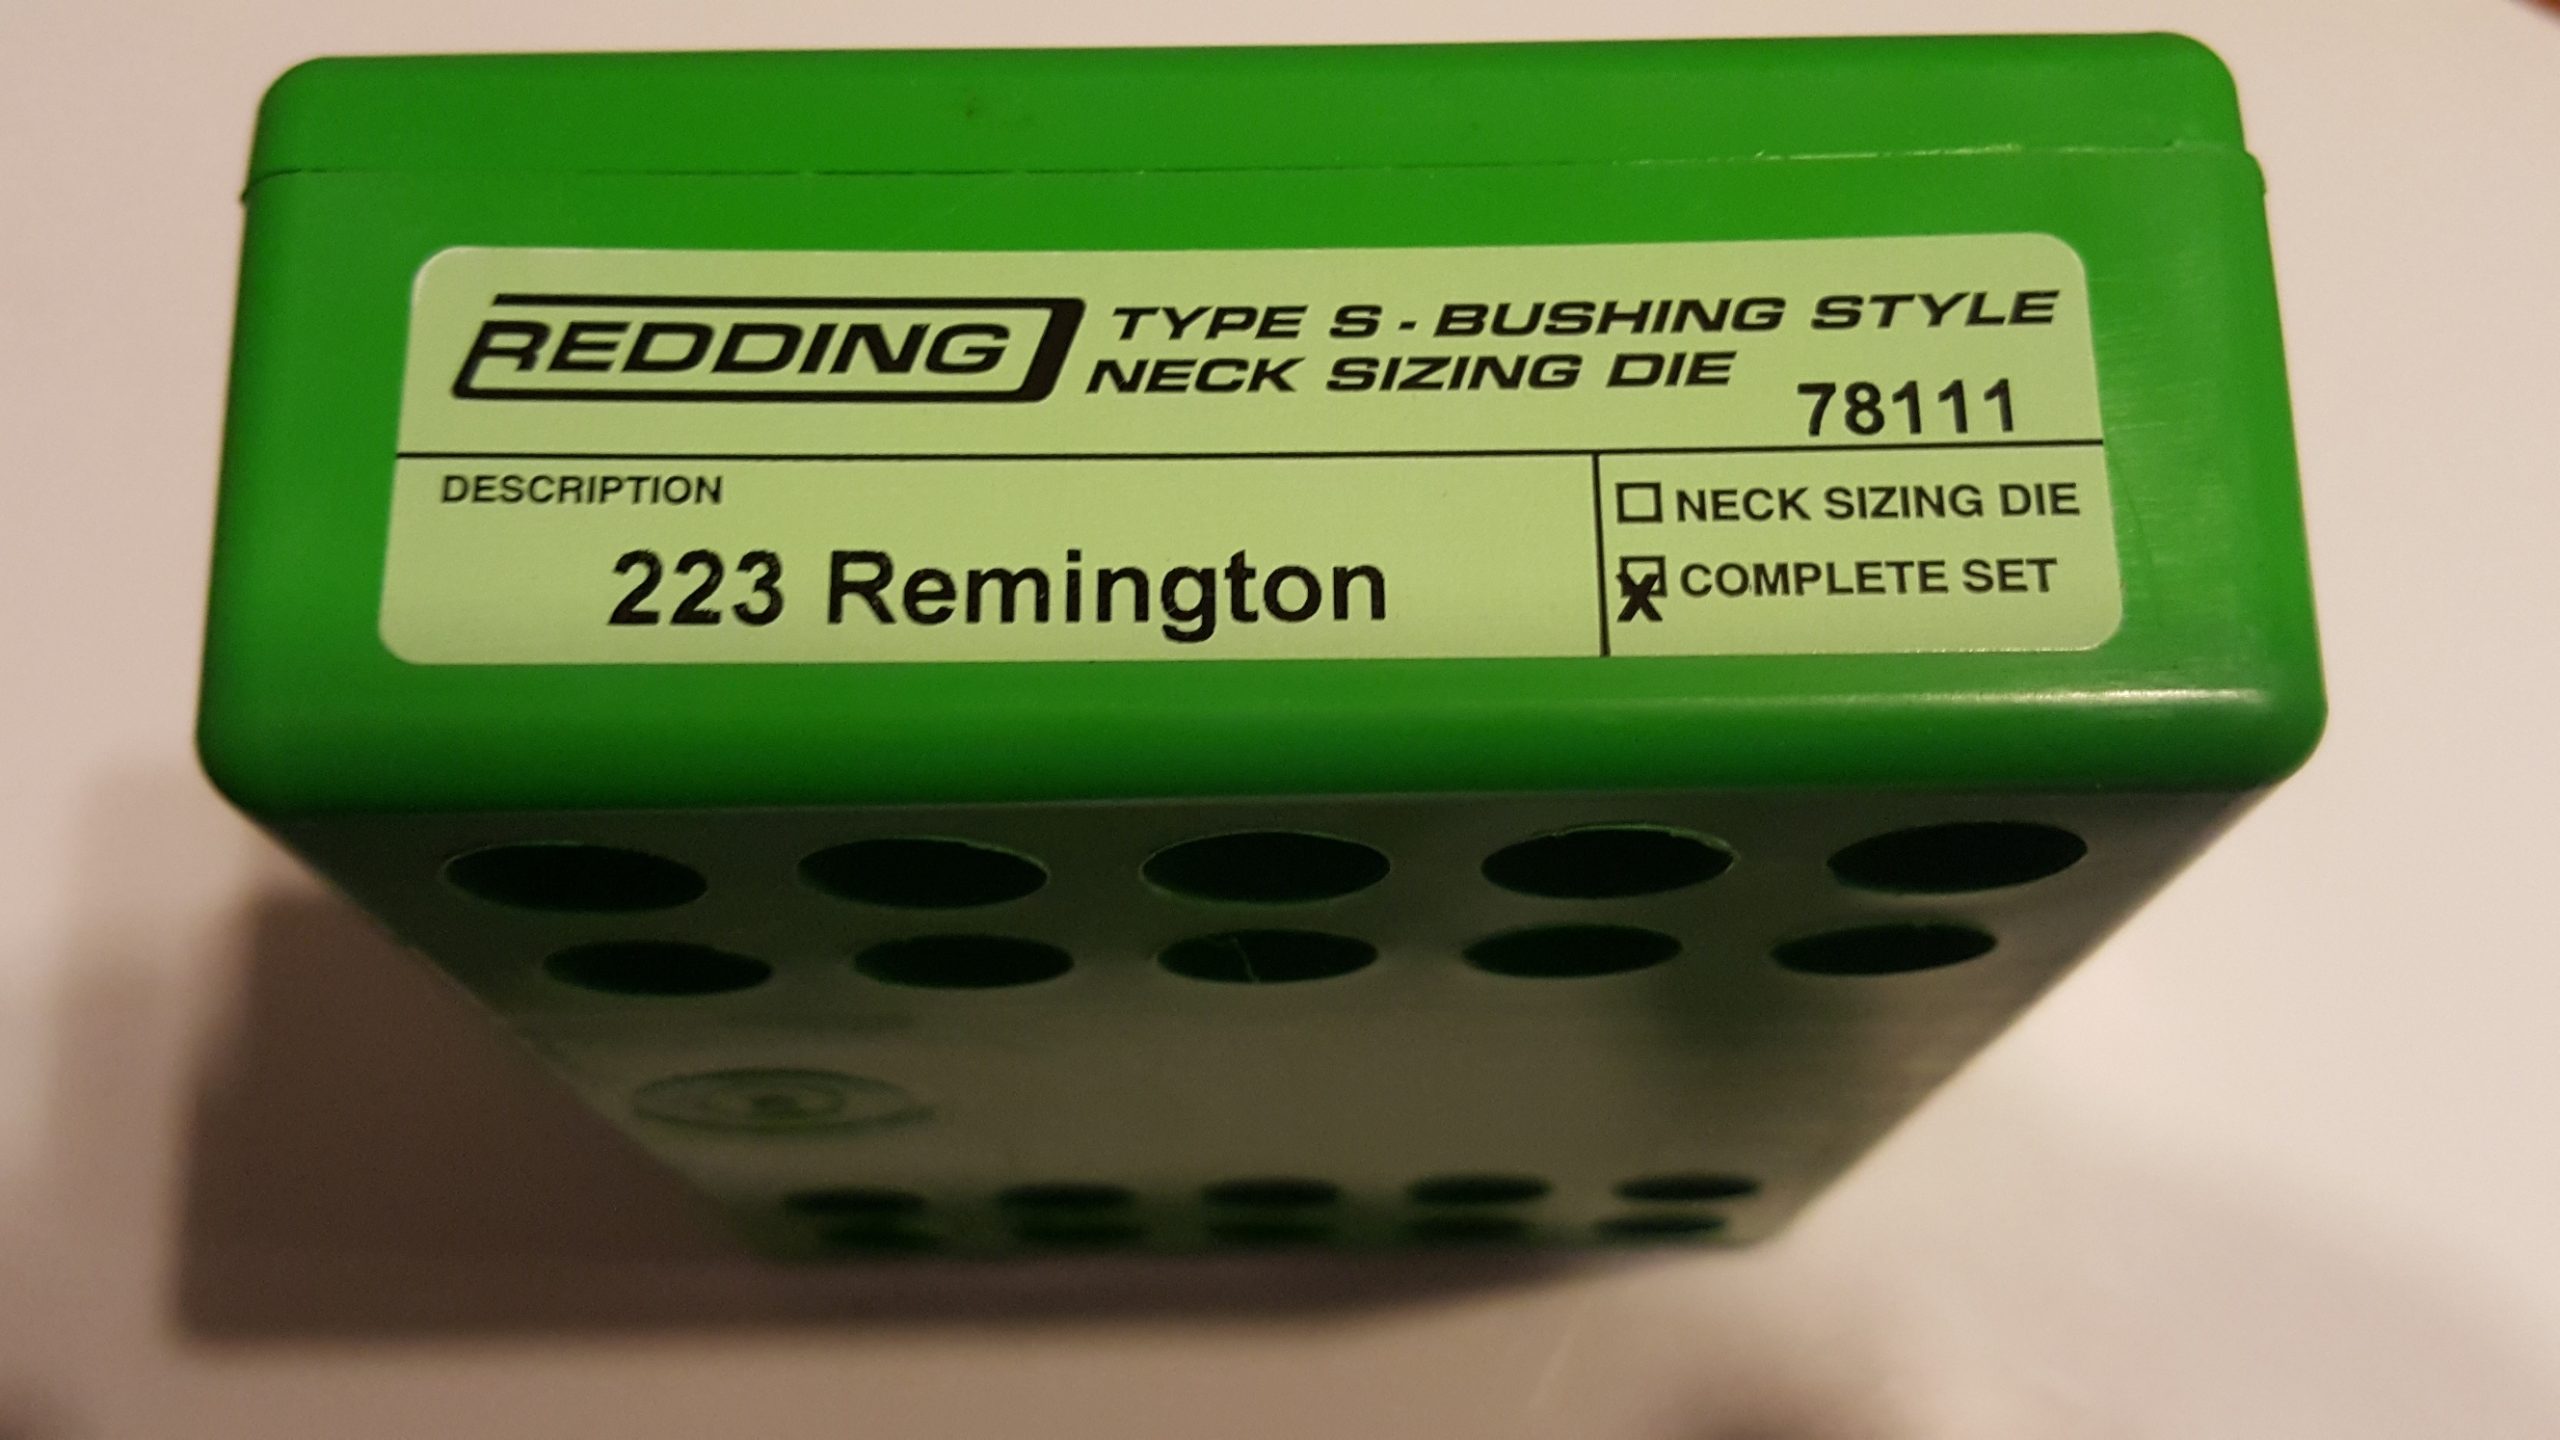 REDDING TYPE S - BUSHING STYLE
NECK SIZING DIE
78111
DESCRIPTION
223 Remington
NECK SIZING DIE
X COMPLETE SET